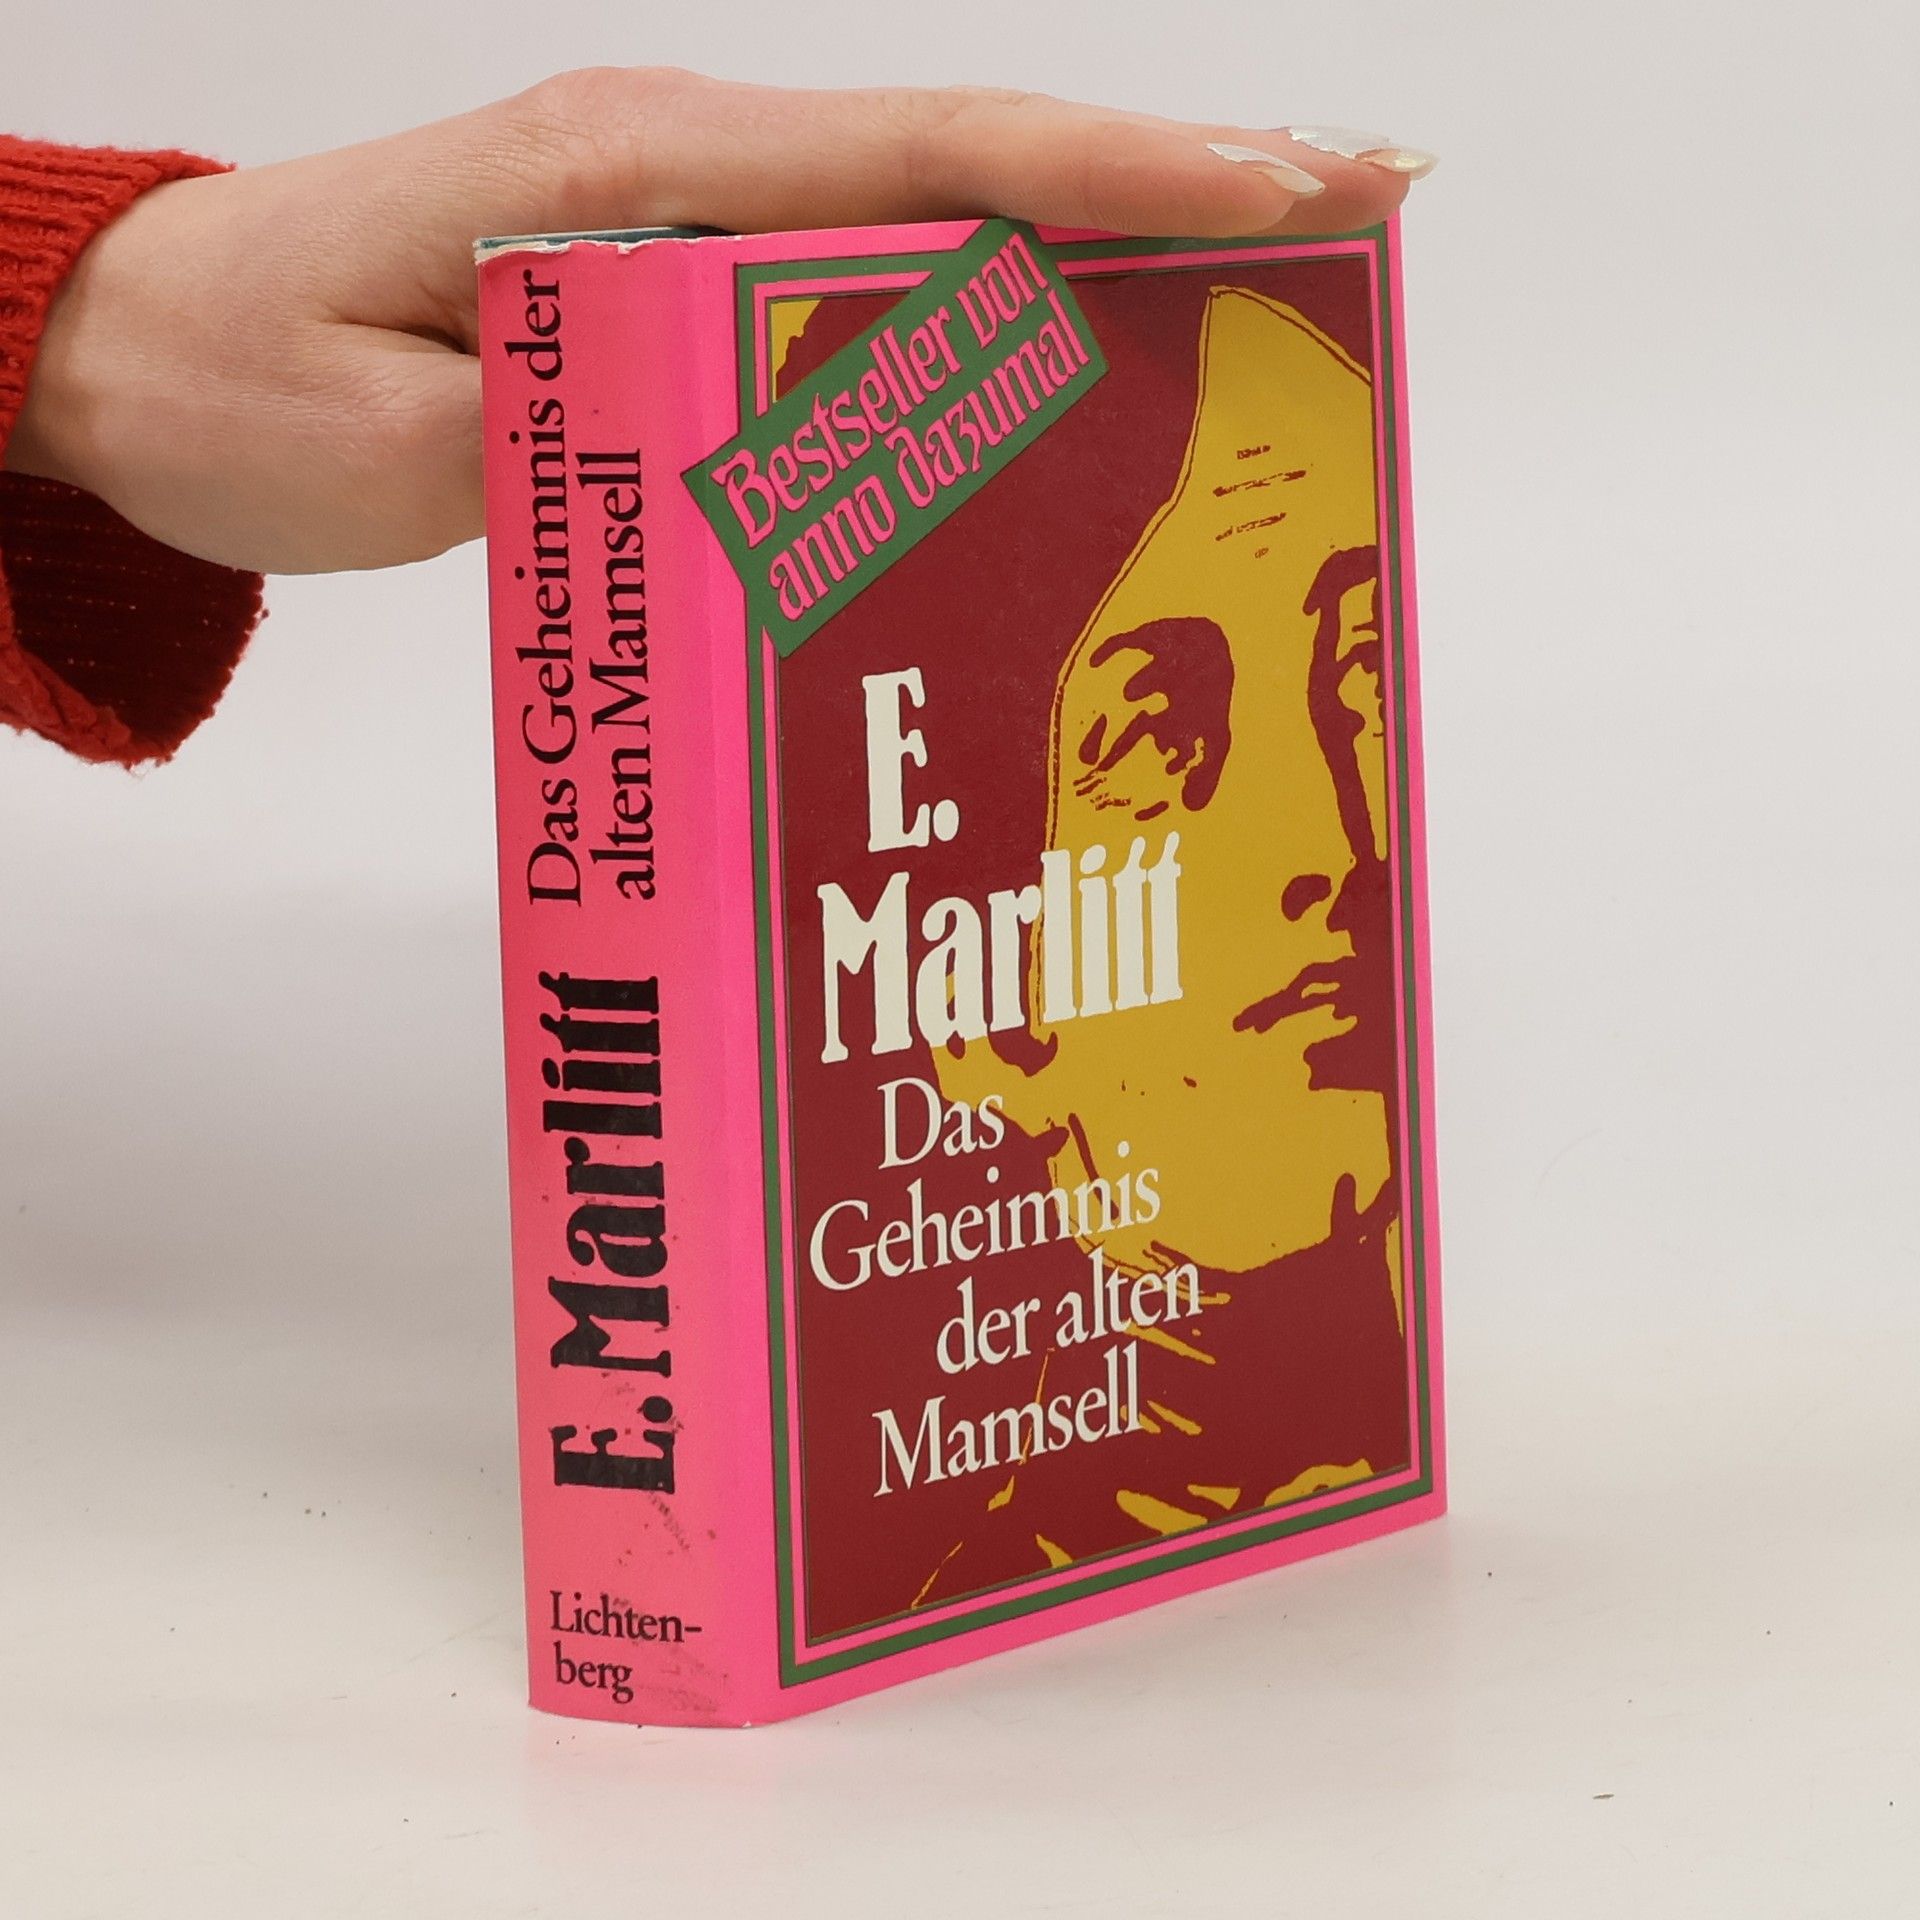 Das Geheimnis der
alten Mamsell
E. Marlitt
Lichten-
berg
Bestseller von
anno dazumal
E.
Marlitt
Das
Geheimnis
der alten
Mamsell